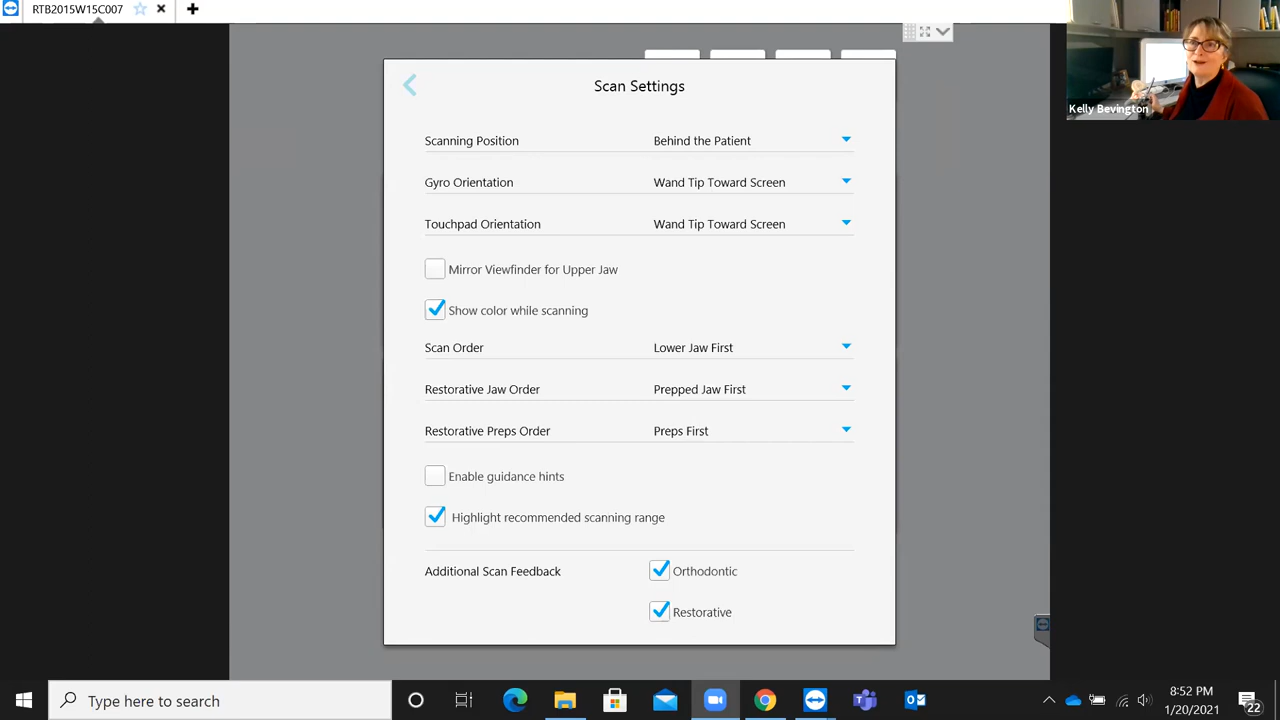 RTB2015W15C007
Scan Settings
Kelly Bevington
Scanning Position Behind the Patient
Gyro Orientation Wand Tip Toward Screen
Touchpad Orientation Wand Tip Toward Screen
Mirror Viewfinder for Upper Jaw
Show color while scanning
Scan Order Lower Jaw First
Restorative Jaw Order Prepped Jaw First
Restorative Preps Order Preps First
Enable guidance hints
Highlight recommended scanning range
Additional Scan Feedback Orthodontic
Restorative
Type here to search
8:52 PM
1/20/2021
22